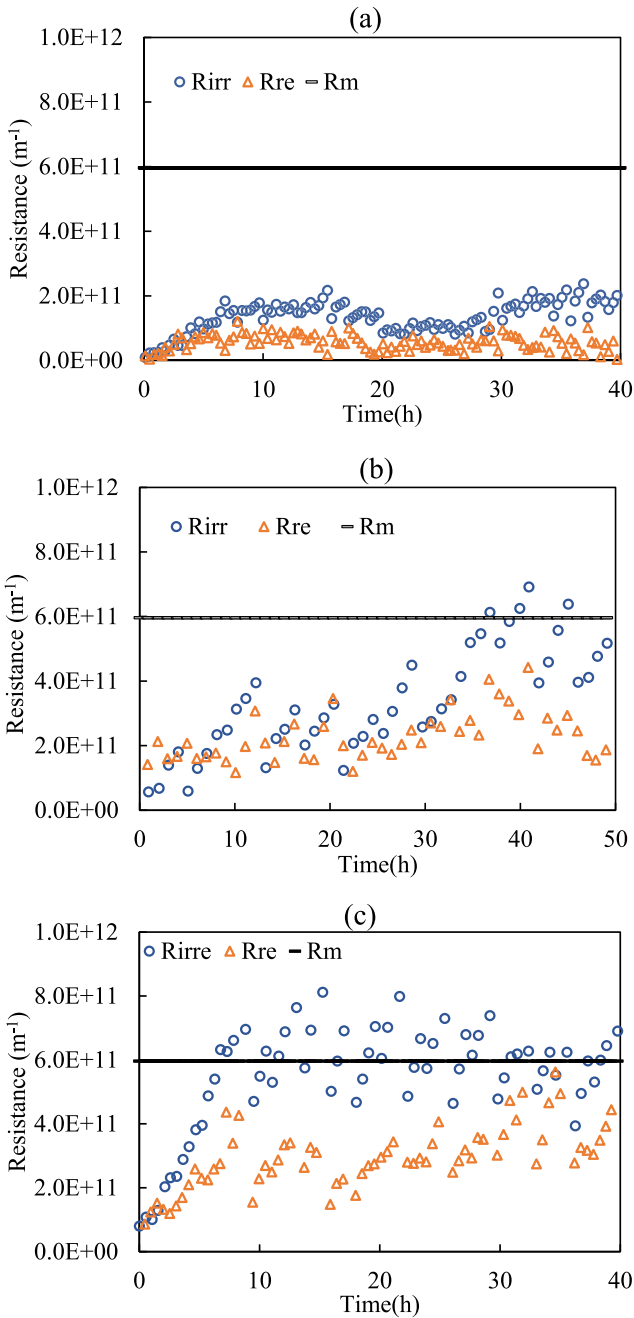 (a)
1.0E+12
Rirr Rre Rm
8.0E+11
6.0E+11
4.0E+11
2.0E+11
0.0E+00
Resistance (m-1)
0 10 20 30 40
Time(h)
(b)
1.0E+12
Rirr Rre Rm
8.0E+11
6.0E+11
4.0E+11
2.0E+11
0.0E+00
Resistance (m-1)
0 10 20 30 40 50
Time(h)
(c)
1.0E+12
Rirre Rre Rm
8.0E+11
6.0E+11
4.0E+11
2.0E+11
0.0E+00
Resistance (m-1)
0 10 20 30 40
Time(h)